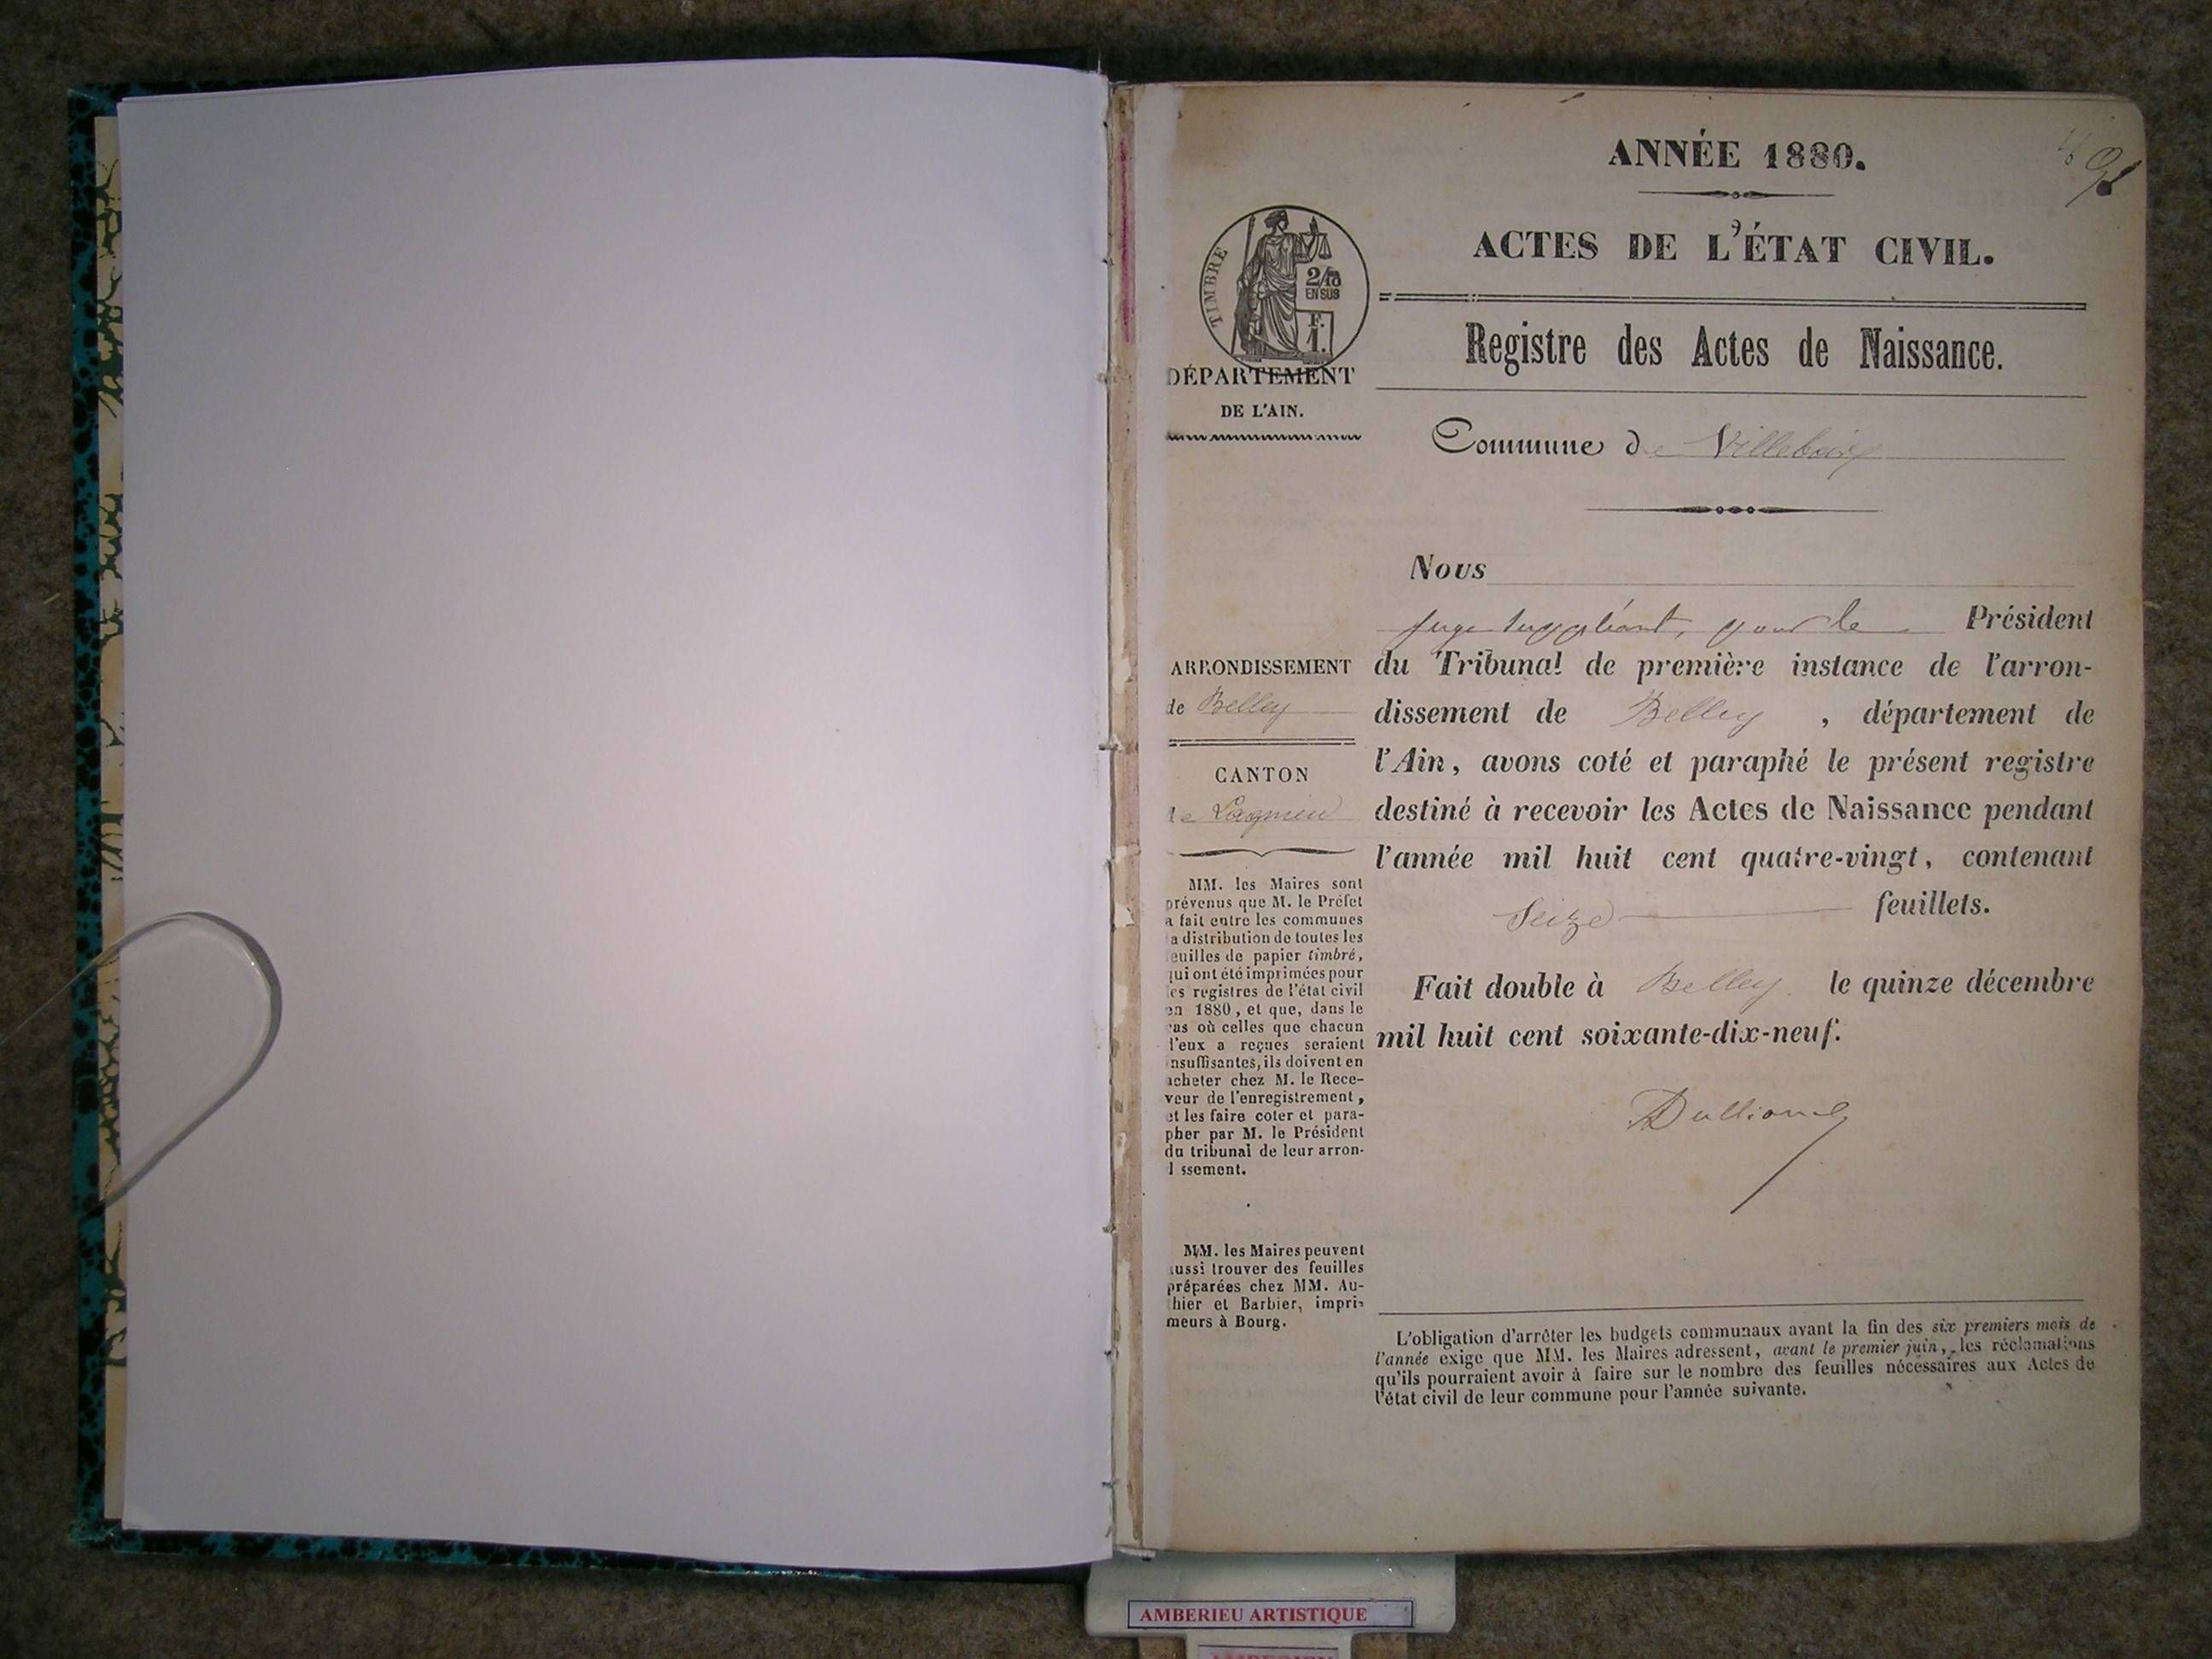 ANNÉE 1880.
ACTES DE L'ÉTAT CIVIL.
Registre des Actes de Naissance.
Commune de Villebois
TIMBRE
2/10
EN SUS
F.
1.
DÉPARTEMENT
DE L'AIN.
ARRONDISSEMENT
de Belley
CANTON
de Lagnieu
MM. les Maires sont
prévenus que M. le Préfet
a fait entre les communes
a distribution de toutes les
euilles de papier timbré,
qui ont été imprimées pour
es registres de l'état civil
en 1880, et que, dans le
cas où celles que chacun
l'eux a reçues seraient
nsuffisantes, ils doivent en
acheter chez M. le Rece-
veur de l'enregistrement,
et les faire coter et para-
pher par M. le Président
du tribunal de leur arron-
d ssement.
MM. les Maires peuvent
aussi trouver des feuilles
préparées chez MM. Au-
hier et Barbier, impri-
meurs à Bourg.
Nous
juge suppléant, pour le Président
du Tribunal de première instance de l'arron-
dissement de Belley, département de
l'Ain, avons coté et paraphé le présent registre
destiné à recevoir les Actes de Naissance pendant
l'année mil huit cent quatre-vingt, contenant
Seize feuillets.
Fait double à Belley le quinze décembre
mil huit cent soixante-dix-neuf.
L'obligation d'arrêter les budgets communaux avant la fin des six premiers mois de
l'année exige que MM. les Maires adressent, avant le premier juin, les réclamations
qu'ils pourraient avoir à faire sur le nombre des feuilles nécessaires aux Actes de
l'état civil de leur commune pour l'année suivante.
AMBERIEU ARTISTIQUE